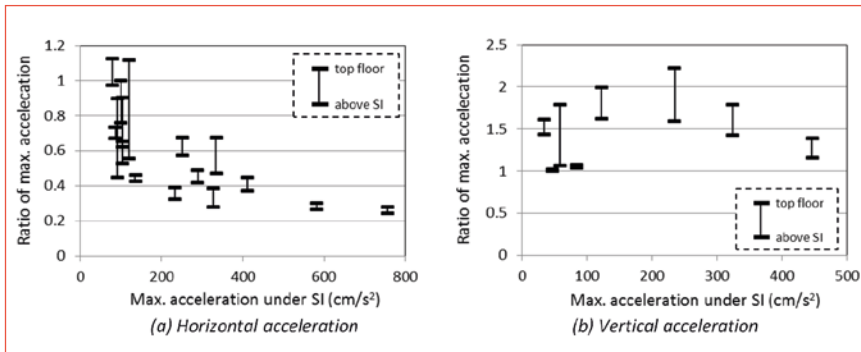 Ratio of max. accelecation
1.2
1
0.8
0.6
0.4
0.2
0
0
200
400
600
800
top floor
above SI
Max. acceleration under SI (cm/s²)
(a) Horizontal acceleration
Ratio of max. acceleration
2.5
2
1.5
1
0.5
0
0
100
200
300
400
500
top floor
above SI
Max. acceleration under SI (cm/s²)
(b) Vertical acceleration